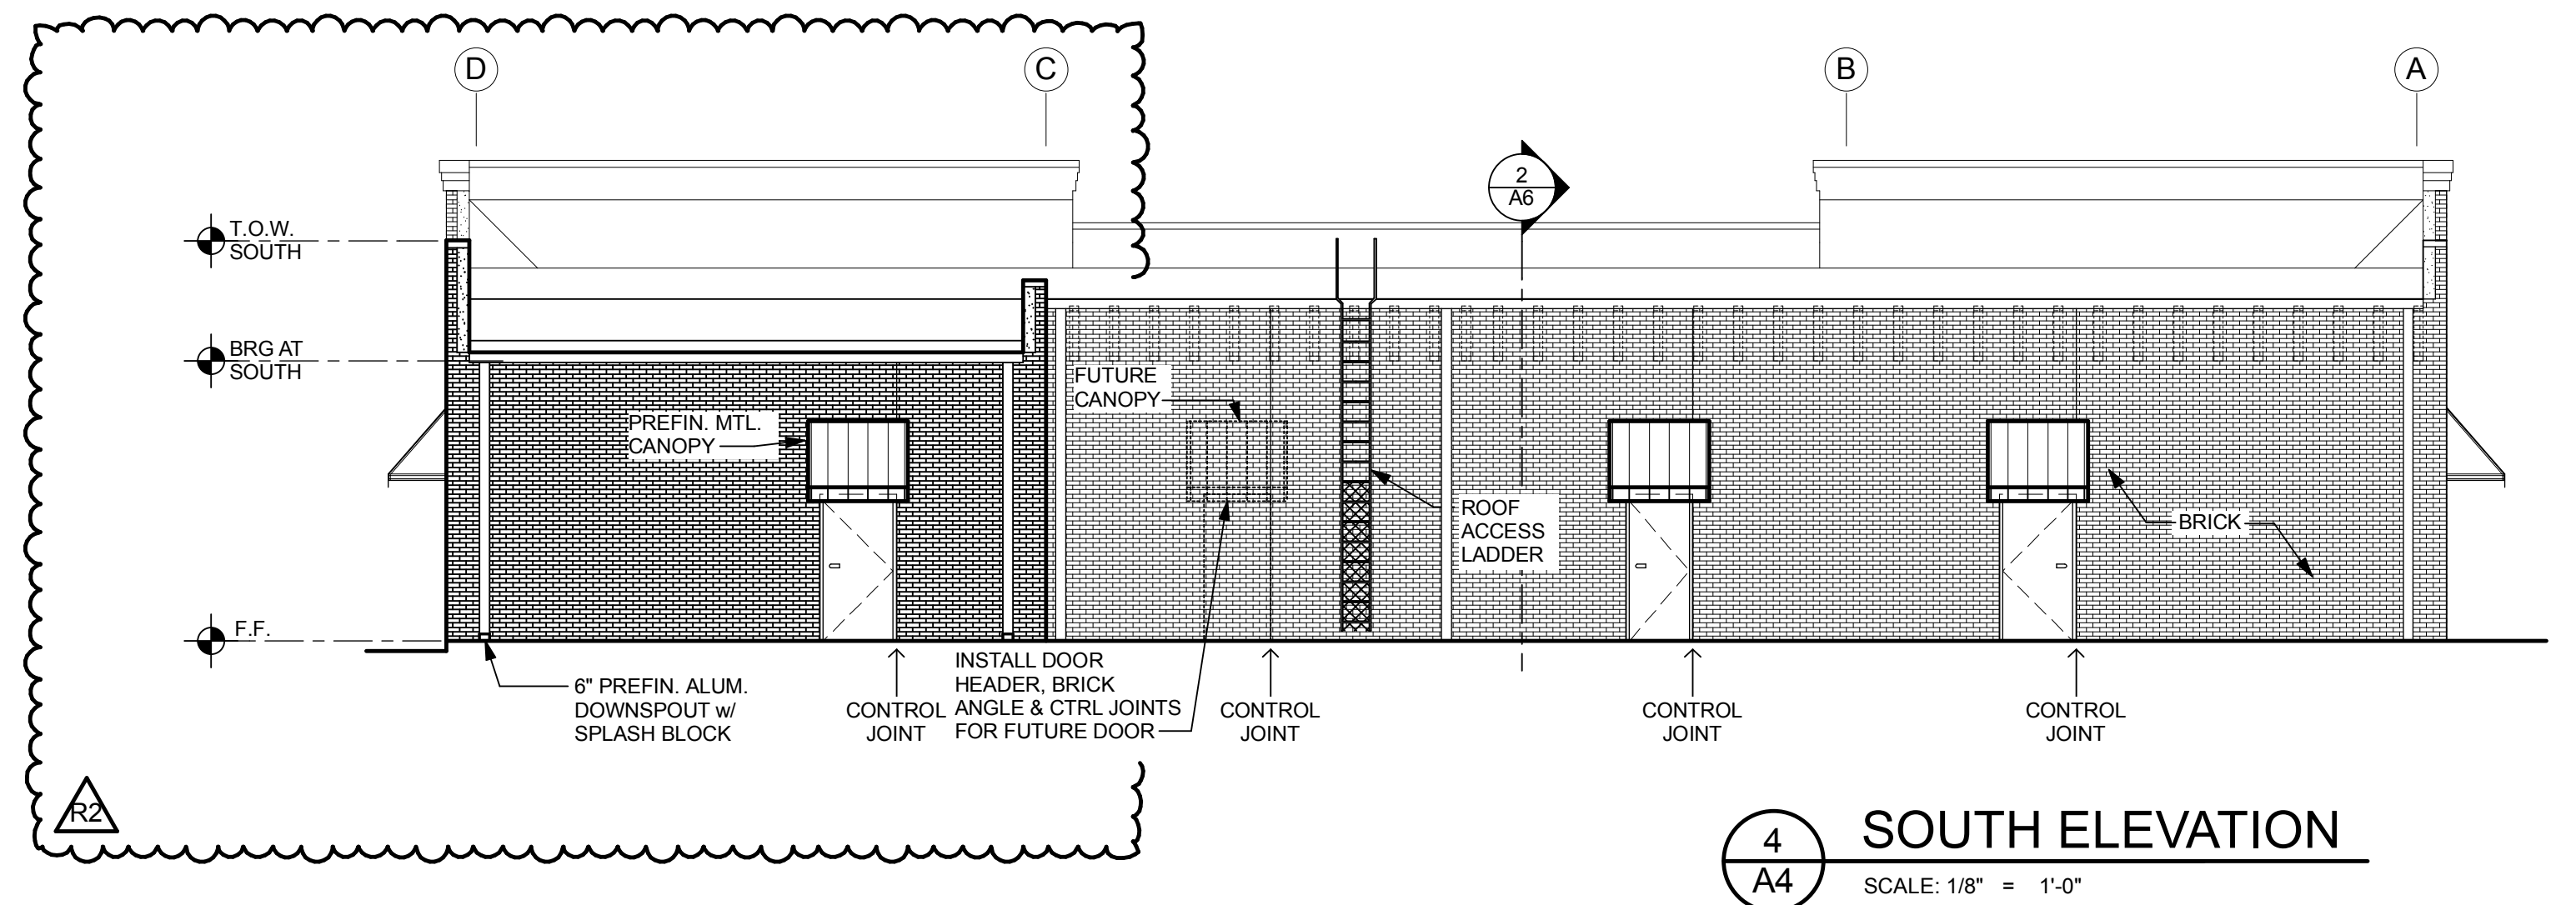 D
C
B
A
2
A6
T.O.W.
SOUTH
BRG AT
SOUTH
FUTURE
CANOPY
PREFIN. MTL.
CANOPY
ROOF
ACCESS
LADDER
BRICK
F.F.
6" PREFIN. ALUM.
DOWNSPOUT w/
SPLASH BLOCK
CONTROL
JOINT
INSTALL DOOR
HEADER, BRICK
ANGLE & CTRL JOINTS
FOR FUTURE DOOR
CONTROL
JOINT
CONTROL
JOINT
CONTROL
JOINT
R2
4
A4
SOUTH ELEVATION
SCALE: 1/8" = 1'-0"